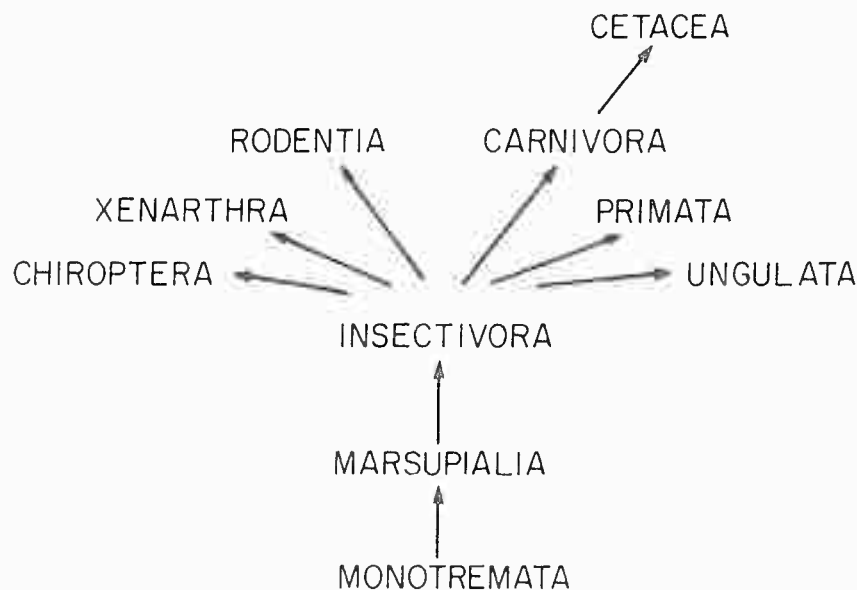 CETACEA
RODENTIA CARNIVORA
XENARTHRA PRIMATA
CHIROPTERA UNGULATA
INSECTIVORA
MARSUPIALIA
MONOTREMATA